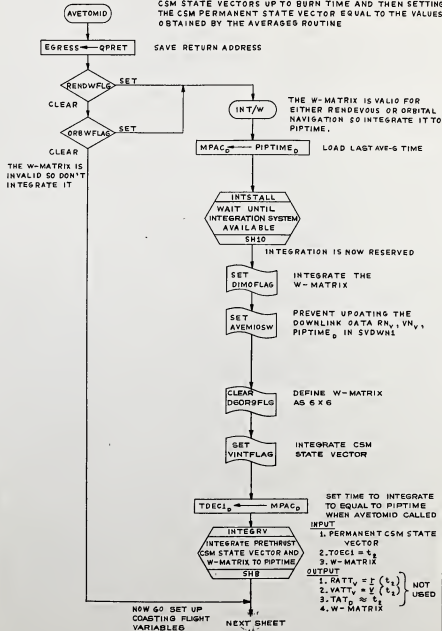 CSM STATE VECTORS UP TO BURN TIME AND THEN SETTING
THE CSM PERMANENT STATE VECTOR EQUAL TO THE VALUES
OBTAINED BY THE AVERAGEG ROUTINE
AVETOMID
EGRESS ← QPRET
SAVE RETURN ADDRESS
RENDWFLG
SET
CLEAR
ORBWFLAG
SET
CLEAR
THE W-MATRIX IS
INVALID SO DON'T
INTEGRATE IT
INT/W
THE W-MATRIX IS VALID FOR
EITHER RENDEVOUS OR ORBITAL
NAVIGATION SO INTEGRATE IT TO
PIPTIME.
MPAC_D ← PIPTIME_D
LOAD LAST AVE-G TIME
INTSTALL
WAIT UNTIL
INTEGRATION SYSTEM
AVAILABLE
SH10
INTEGRATION IS NOW RESERVED
SET
DIMOFLAG
INTEGRATE THE
W-MATRIX
SET
AVEMIDSW
PREVENT UPDATING THE
DOWNLINK DATA RN_V, VN_V,
PIPTIME_D IN SVDWN1
CLEAR
D6OR9FLG
DEFINE W-MATRIX
AS 6 X 6
SET
VINTFLAG
INTEGRATE CSM
STATE VECTOR
TDEC1_D ← MPAC_D
SET TIME TO INTEGRATE
TO EQUAL TO PIPTIME
WHEN AVETOMID CALLED
INTEGRV
INTEGRATE PRETHRUST
CSM STATE VECTOR AND
W-MATRIX TO PIPTIME
SH8
INPUT
1. PERMANENT CSM STATE
VECTOR
2. TDEC1 = t₂
3. W-MATRIX
OUTPUT
1. RATT_V = r (t₂)
2. VATT_V = v (t₂)
3. TAT_D ≈ t₂
NOT
USED
4. W-MATRIX
NOW GO SET UP
COASTING FLIGHT
VARIABLES
NEXT SHEET